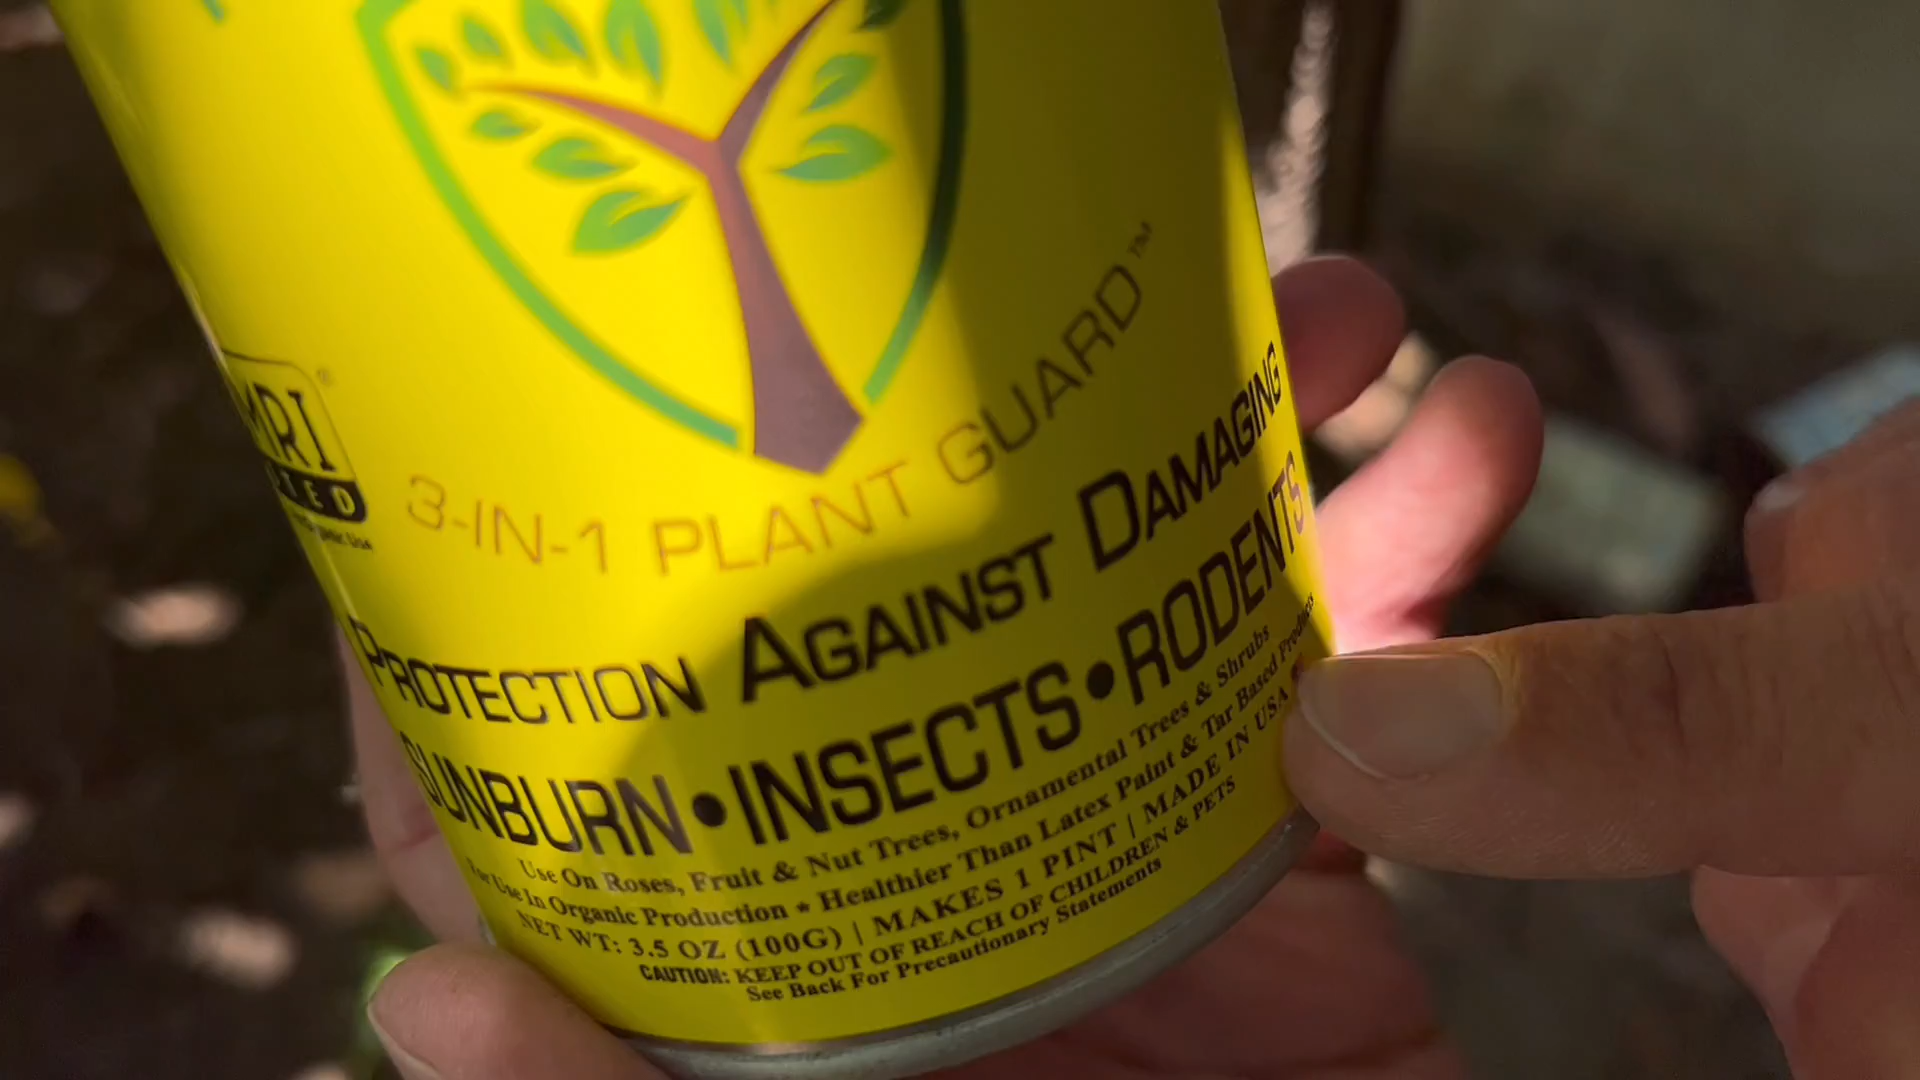 MRI
TED
3-IN-1 PLANT GUARD™
PROTECTION AGAINST DAMAGING
SUNBURN • INSECTS • RODENTS
Use On Roses, Fruit & Nut Trees, Ornamental Trees & Shrubs
For Use In Organic Production * Healthier Than Latex Paint & Tar Based Products
NET WT: 3.5 OZ (100G) | MAKES 1 PINT | MADE IN USA
CAUTION: KEEP OUT OF REACH OF CHILDREN & PETS
See Back For Precautionary Statements